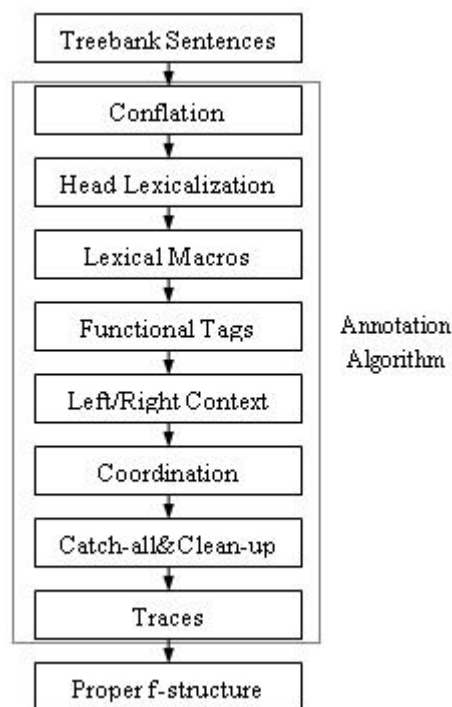 Treebank Sentences
Conflation
Head Lexicalization
Lexical Macros
Functional Tags
Left/Right Context
Coordination
Catch-all&Clean-up
Traces
Proper f-structure
Annotation
Algorithm